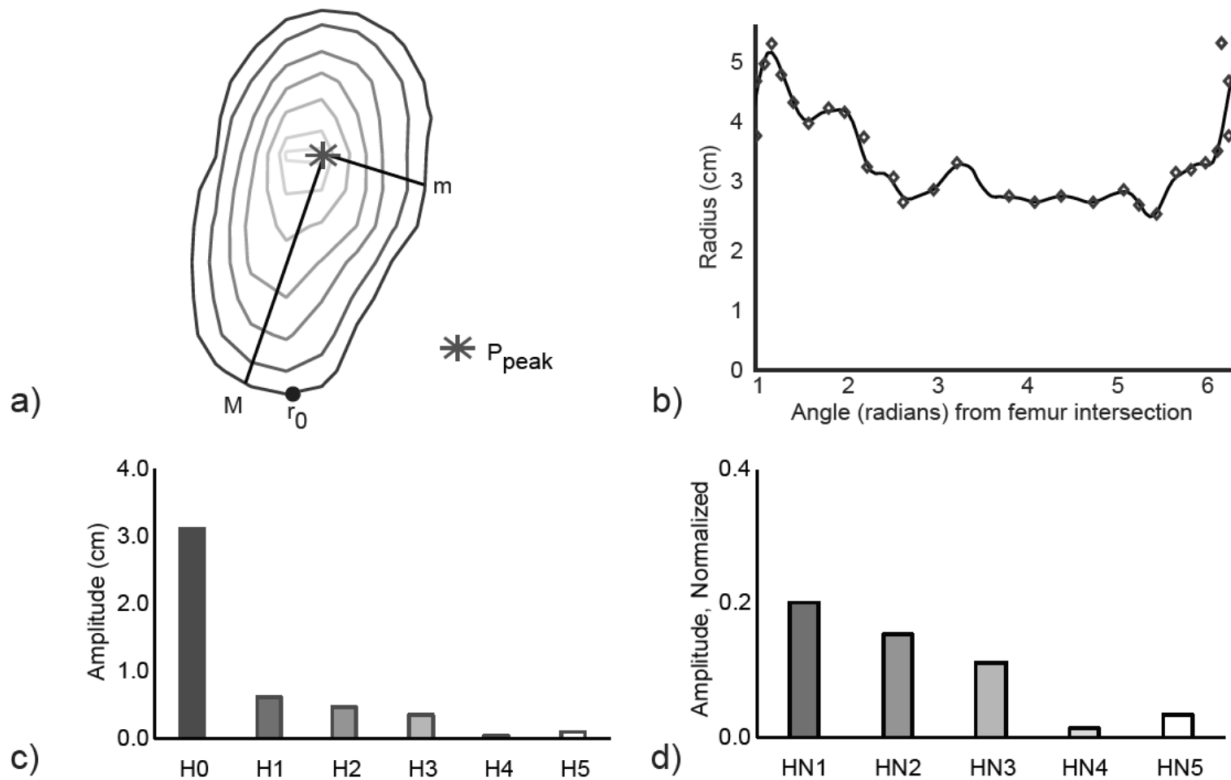 m
M
r0
Ppeak
a)
5
4
3
2
1
0
Radius (cm)
1 2 3 4 5 6
Angle (radians) from femur intersection
b)
4.0
3.0
2.0
1.0
0.0
Amplitude (cm)
H0 H1 H2 H3 H4 H5
c)
0.4
0.2
0.0
Amplitude, Normalized
HN1 HN2 HN3 HN4 HN5
d)